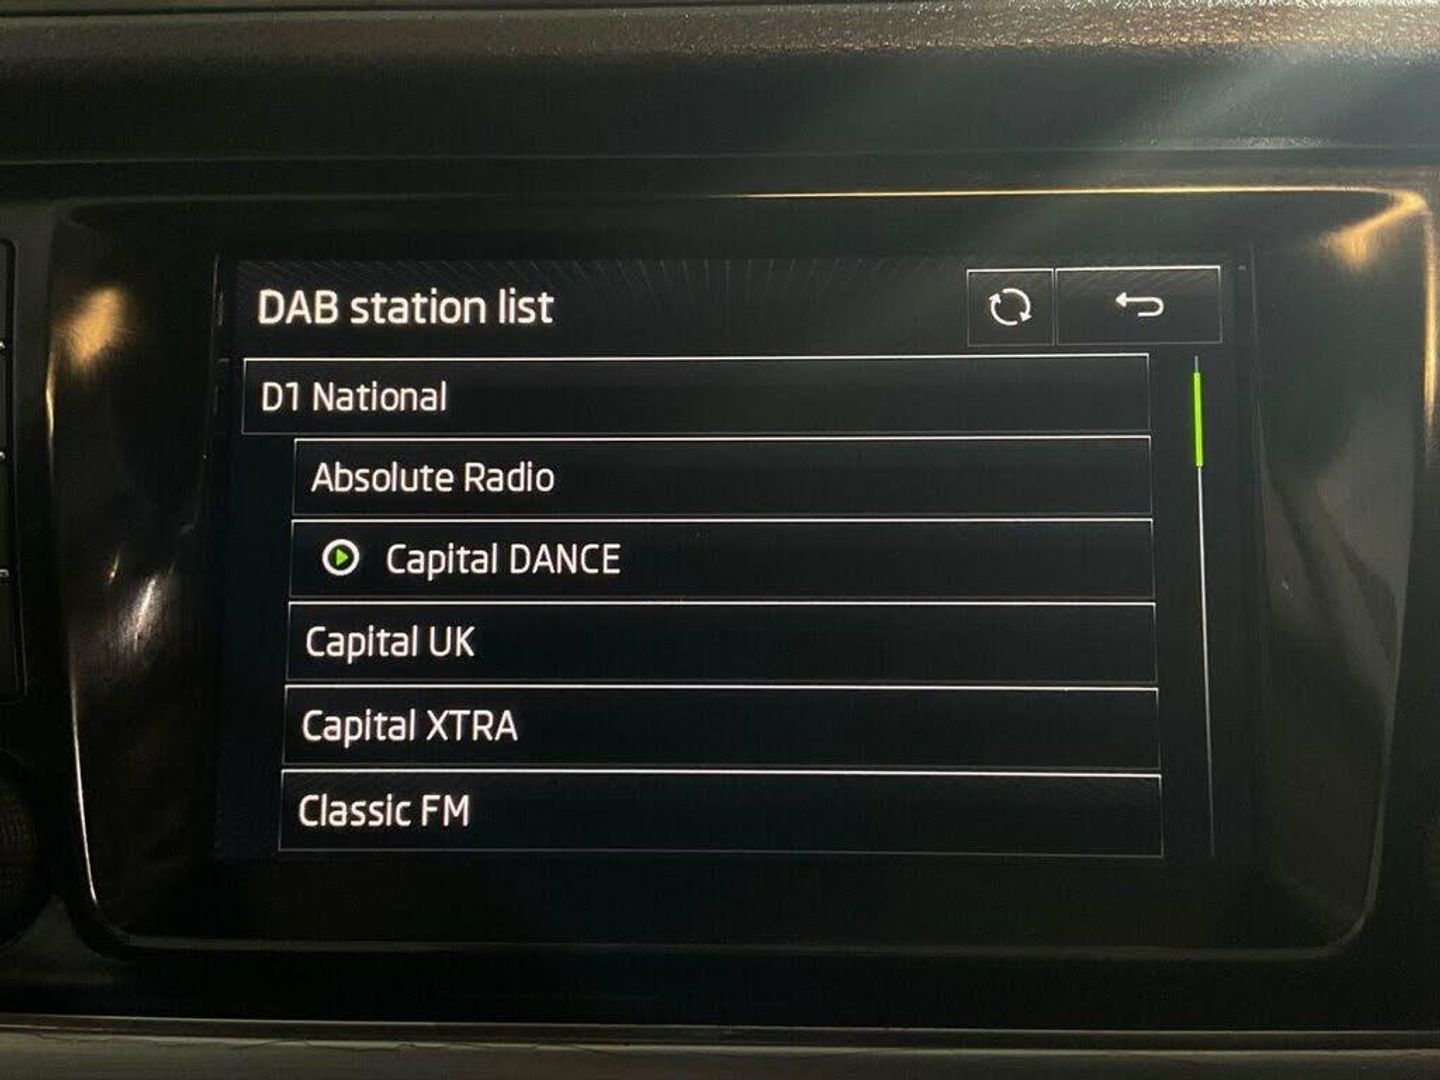 DAB station list
D1 National
Absolute Radio
Capital DANCE
Capital UK
Capital XTRA
Classic FM